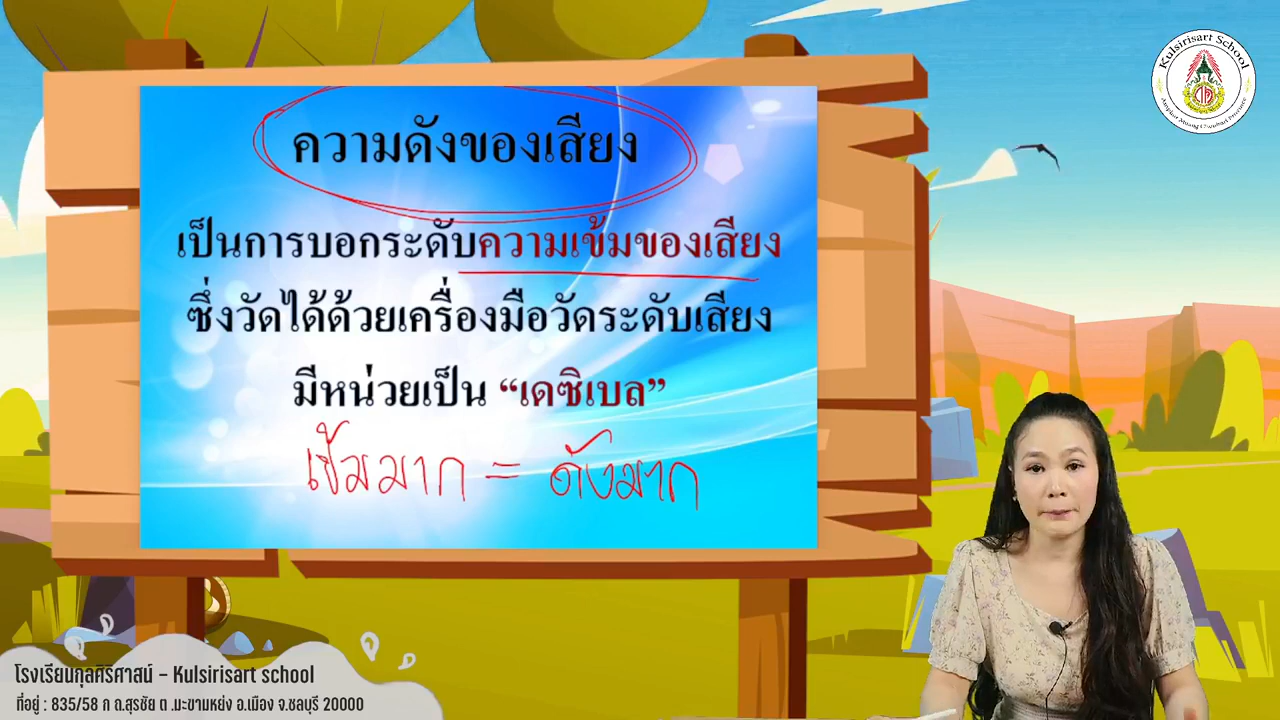 ความดังของเสียง
เป็นการบอกระดับความเข้มของเสียง
ซึ่งวัดได้ด้วยเครื่องมือวัดระดับเสียง
มีหน่วยเป็น “เดซิเบล”
เข้มมาก = ดังมาก
Kulsirisart School
โรงเรียนกุลศิริศาสน์ - Kulsirisart school
ที่อยู่ : 835/58 ก ถ.สุรชัย ต .มะขามหย่ง อ.เมือง จ.ชลบุรี 20000